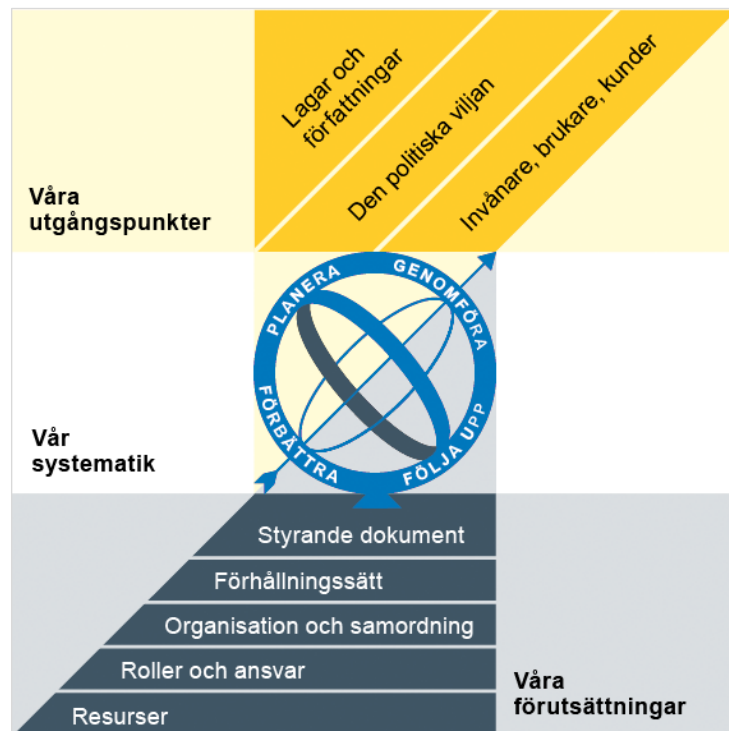 Lagar och
författningar
Den politiska viljan
Invånare, brukare, kunder
Våra
utgångspunkter
PLANERA
GENOMFÖRA
FÖLJA UPP
FÖRBÄTTRA
Vår
systematik
Styrande dokument
Förhållningssätt
Organisation och samordning
Roller och ansvar
Resurser
Våra
förutsättningar